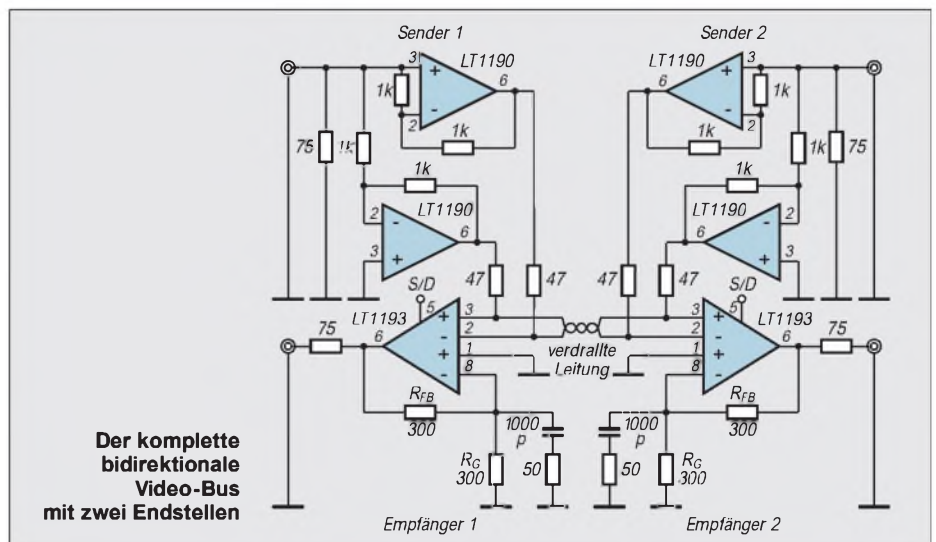 Sender 1 Sender 2
3 LT1190 LT1190 3
+ +
1k 6 6 1k
- -
2 2
75 1k 1k 1k 1k 75
1k 1k
LT1190 LT1190
2 - 6 6 - 2
3 + + 3
47 47 47 47
S/D S/D
LT1193 5 + 3 3 + 5 LT1193
75 6 - 2 2 - 6 75
+ 1 verdrallte 1 +
- 8 Leitung 8 -
RFB 1000 1000 RFB
300 p p 300
RG 50 50 RG
300 300
Der komplette
bidirektionale
Video-Bus
mit zwei Endstellen
Empfänger 1 Empfänger 2